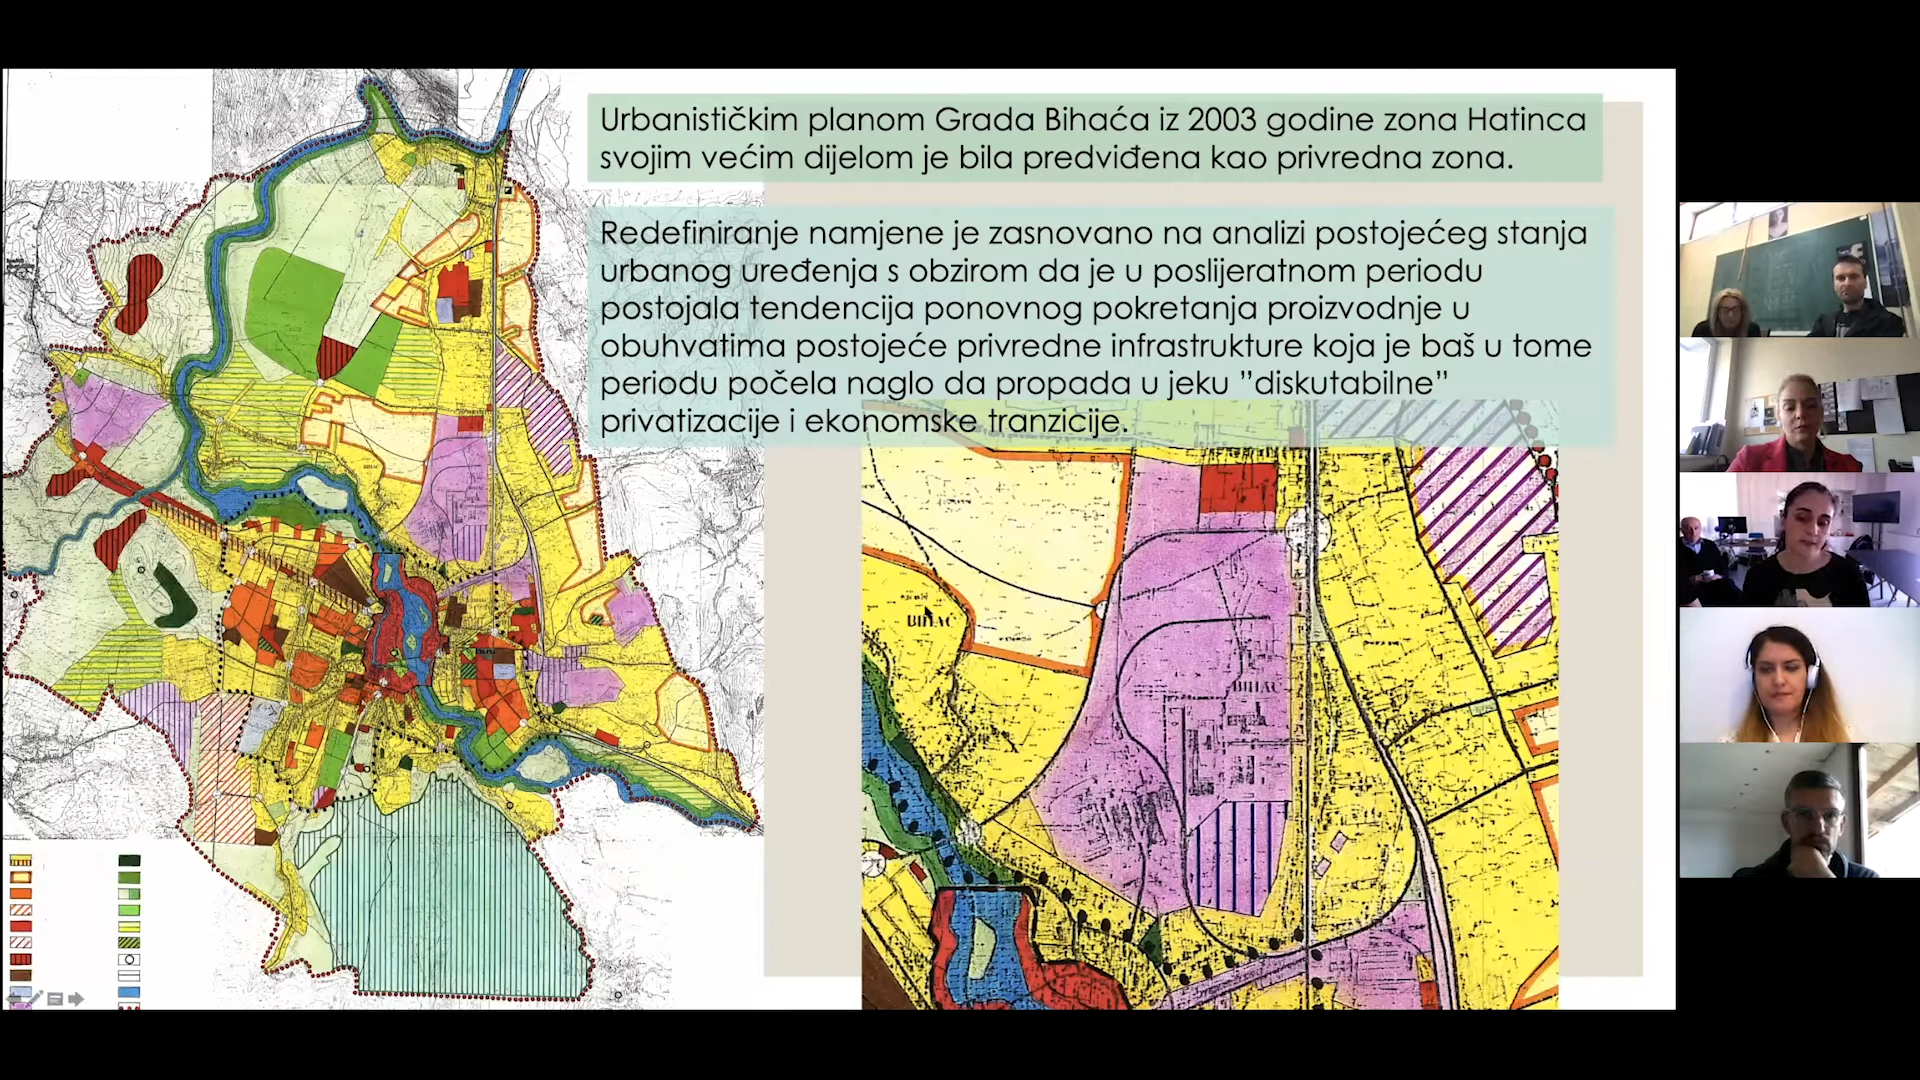 Urbanističkim planom Grada Bihaća iz 2003 godine zona Hatinca
svojim većim dijelom je bila predviđena kao privredna zona.
Redefiniranje namjene je zasnovano na analizi postojećeg stanja
urbanog uređenja s obzirom da je u poslijeratnom periodu
postojala tendencija ponovnog pokretanja proizvodnje u
obuhvatima postojeće privredne infrastrukture koja je baš u tome
periodu počela naglo da propada u jeku ”diskutabilne”
privatizacije i ekonomske tranzicije.
BIHAĆ
BIHAĆ